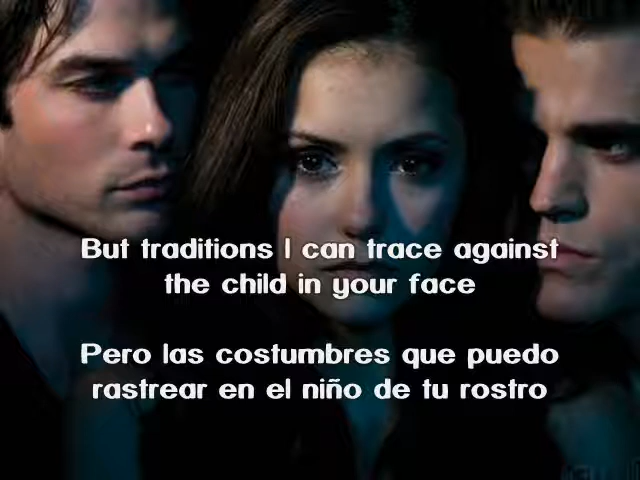 But traditions I can trace against
the child in your face
Pero las costumbres que puedo
rastrear en el niño de tu rostro